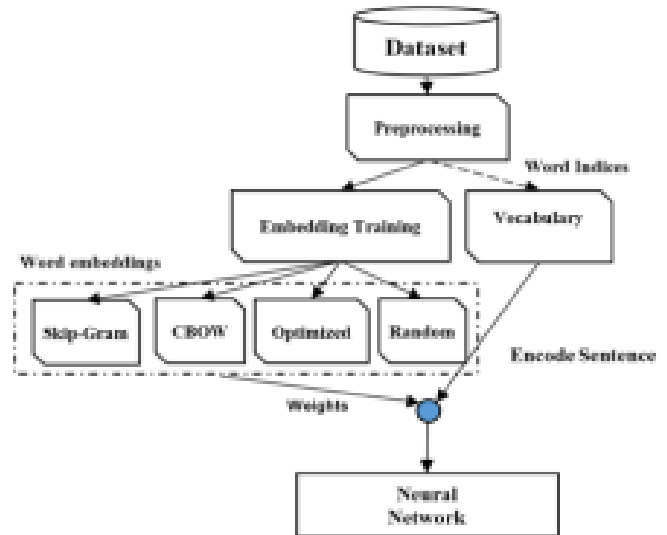 Dataset
Preprocessing
Word Indices
Embedding Training
Vocabulary
Word embeddings
Skip-Gram
CBOW
Optimized
Random
Encode Sentence
Weights
Neural
Network